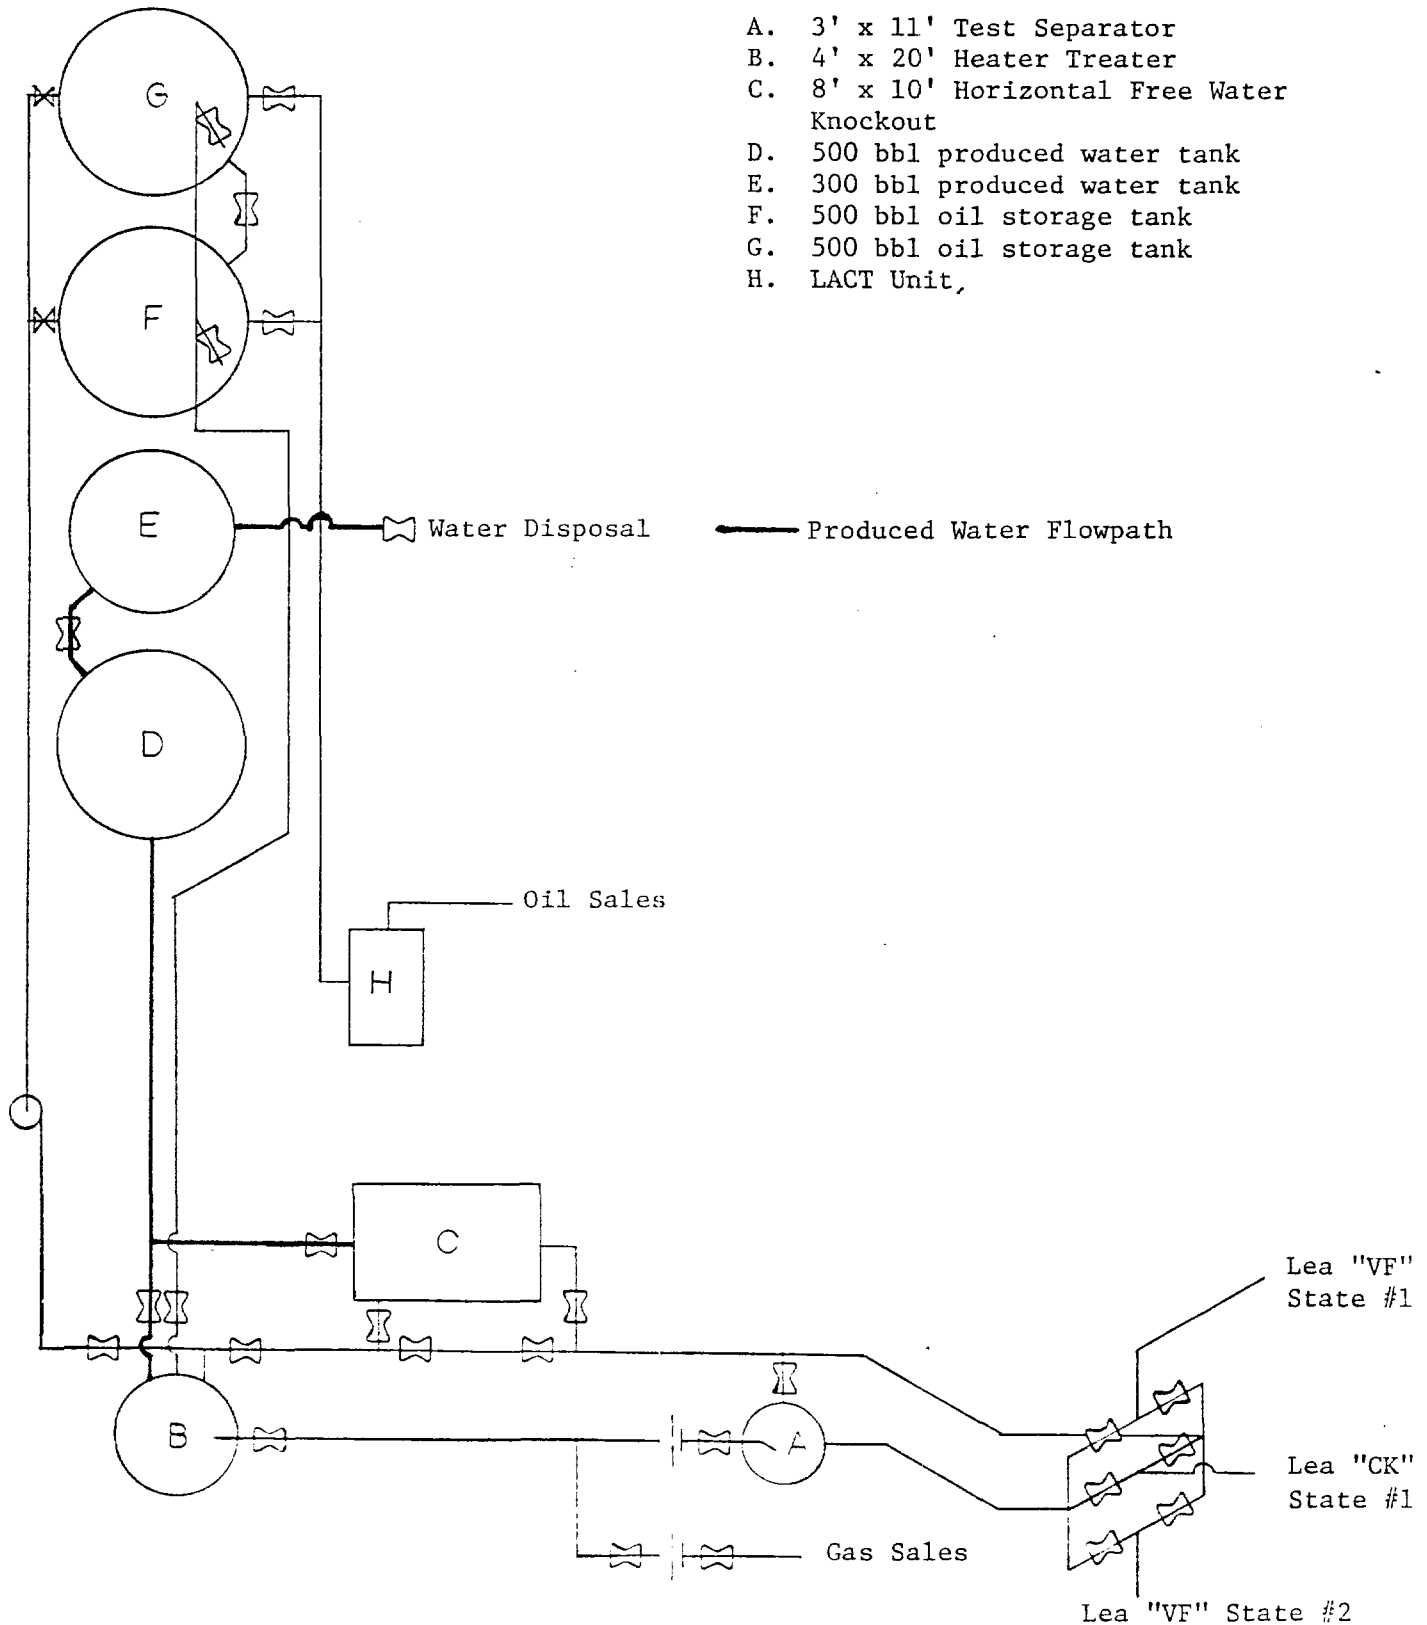 A. 3' x 11' Test Separator
B. 4' x 20' Heater Treater
C. 8' x 10' Horizontal Free Water
Knockout
D. 500 bbl produced water tank
E. 300 bbl produced water tank
F. 500 bbl oil storage tank
G. 500 bbl oil storage tank
H. LACT Unit
G
F
E
Water Disposal
Produced Water Flowpath
D
Oil Sales
H
C
Lea "VF"
State #1
B
A
Lea "CK"
State #1
Gas Sales
Lea "VF" State #2